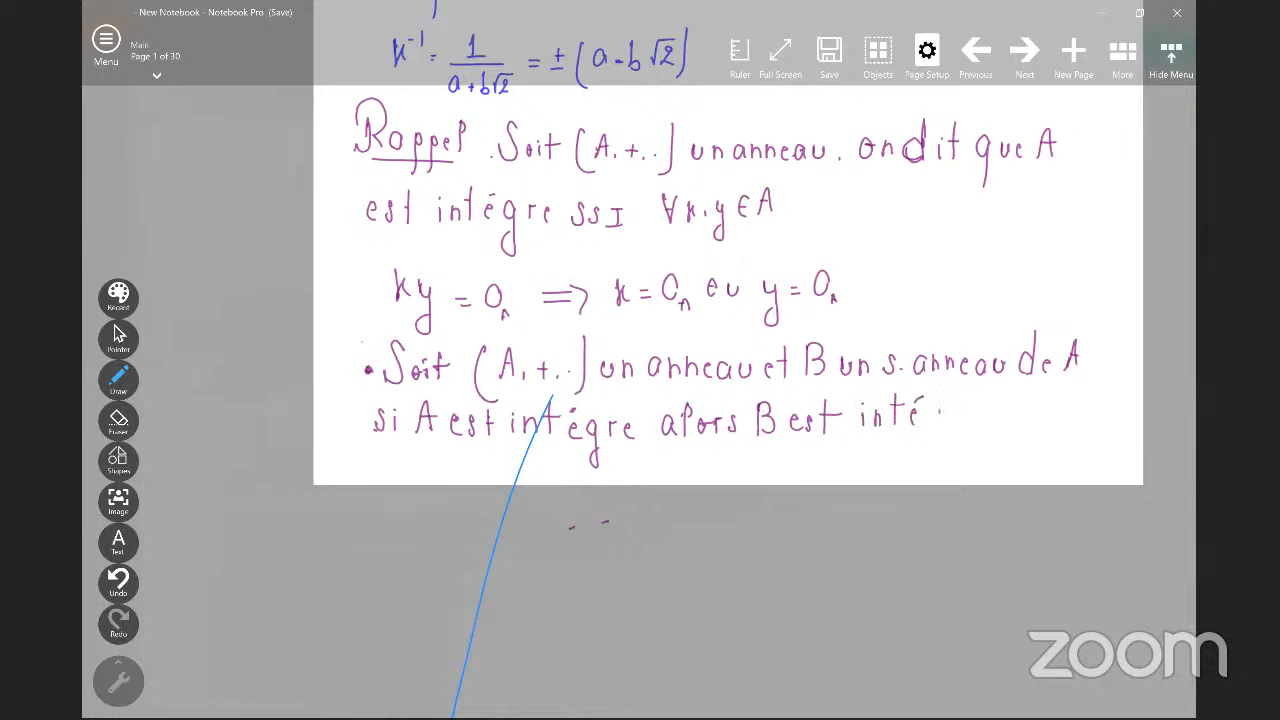 - New Notebook - Notebook Pro (Save)
Menu
Main
Page 1 of 30
Ruler
Full Screen
Save
Objects
Page Setup
Previous
Next
New Page
More
Hide Menu
x⁻¹ = 1/(a+b√2) = ± (a-b√2)
Rappel . Soit (A, +, .) un anneau. on dit que A
est intégre ssI ∀x,y ∈ A
xy = 0ₐ ⟹ x = 0ₐ ou y = 0ₐ
• Soit (A, +, .) un anneau et B un s. anneau de A
si A est intégre alors B est inté
Recent
Pointer
Draw
Eraser
Shapes
Image
Text
Undo
Redo
zoom